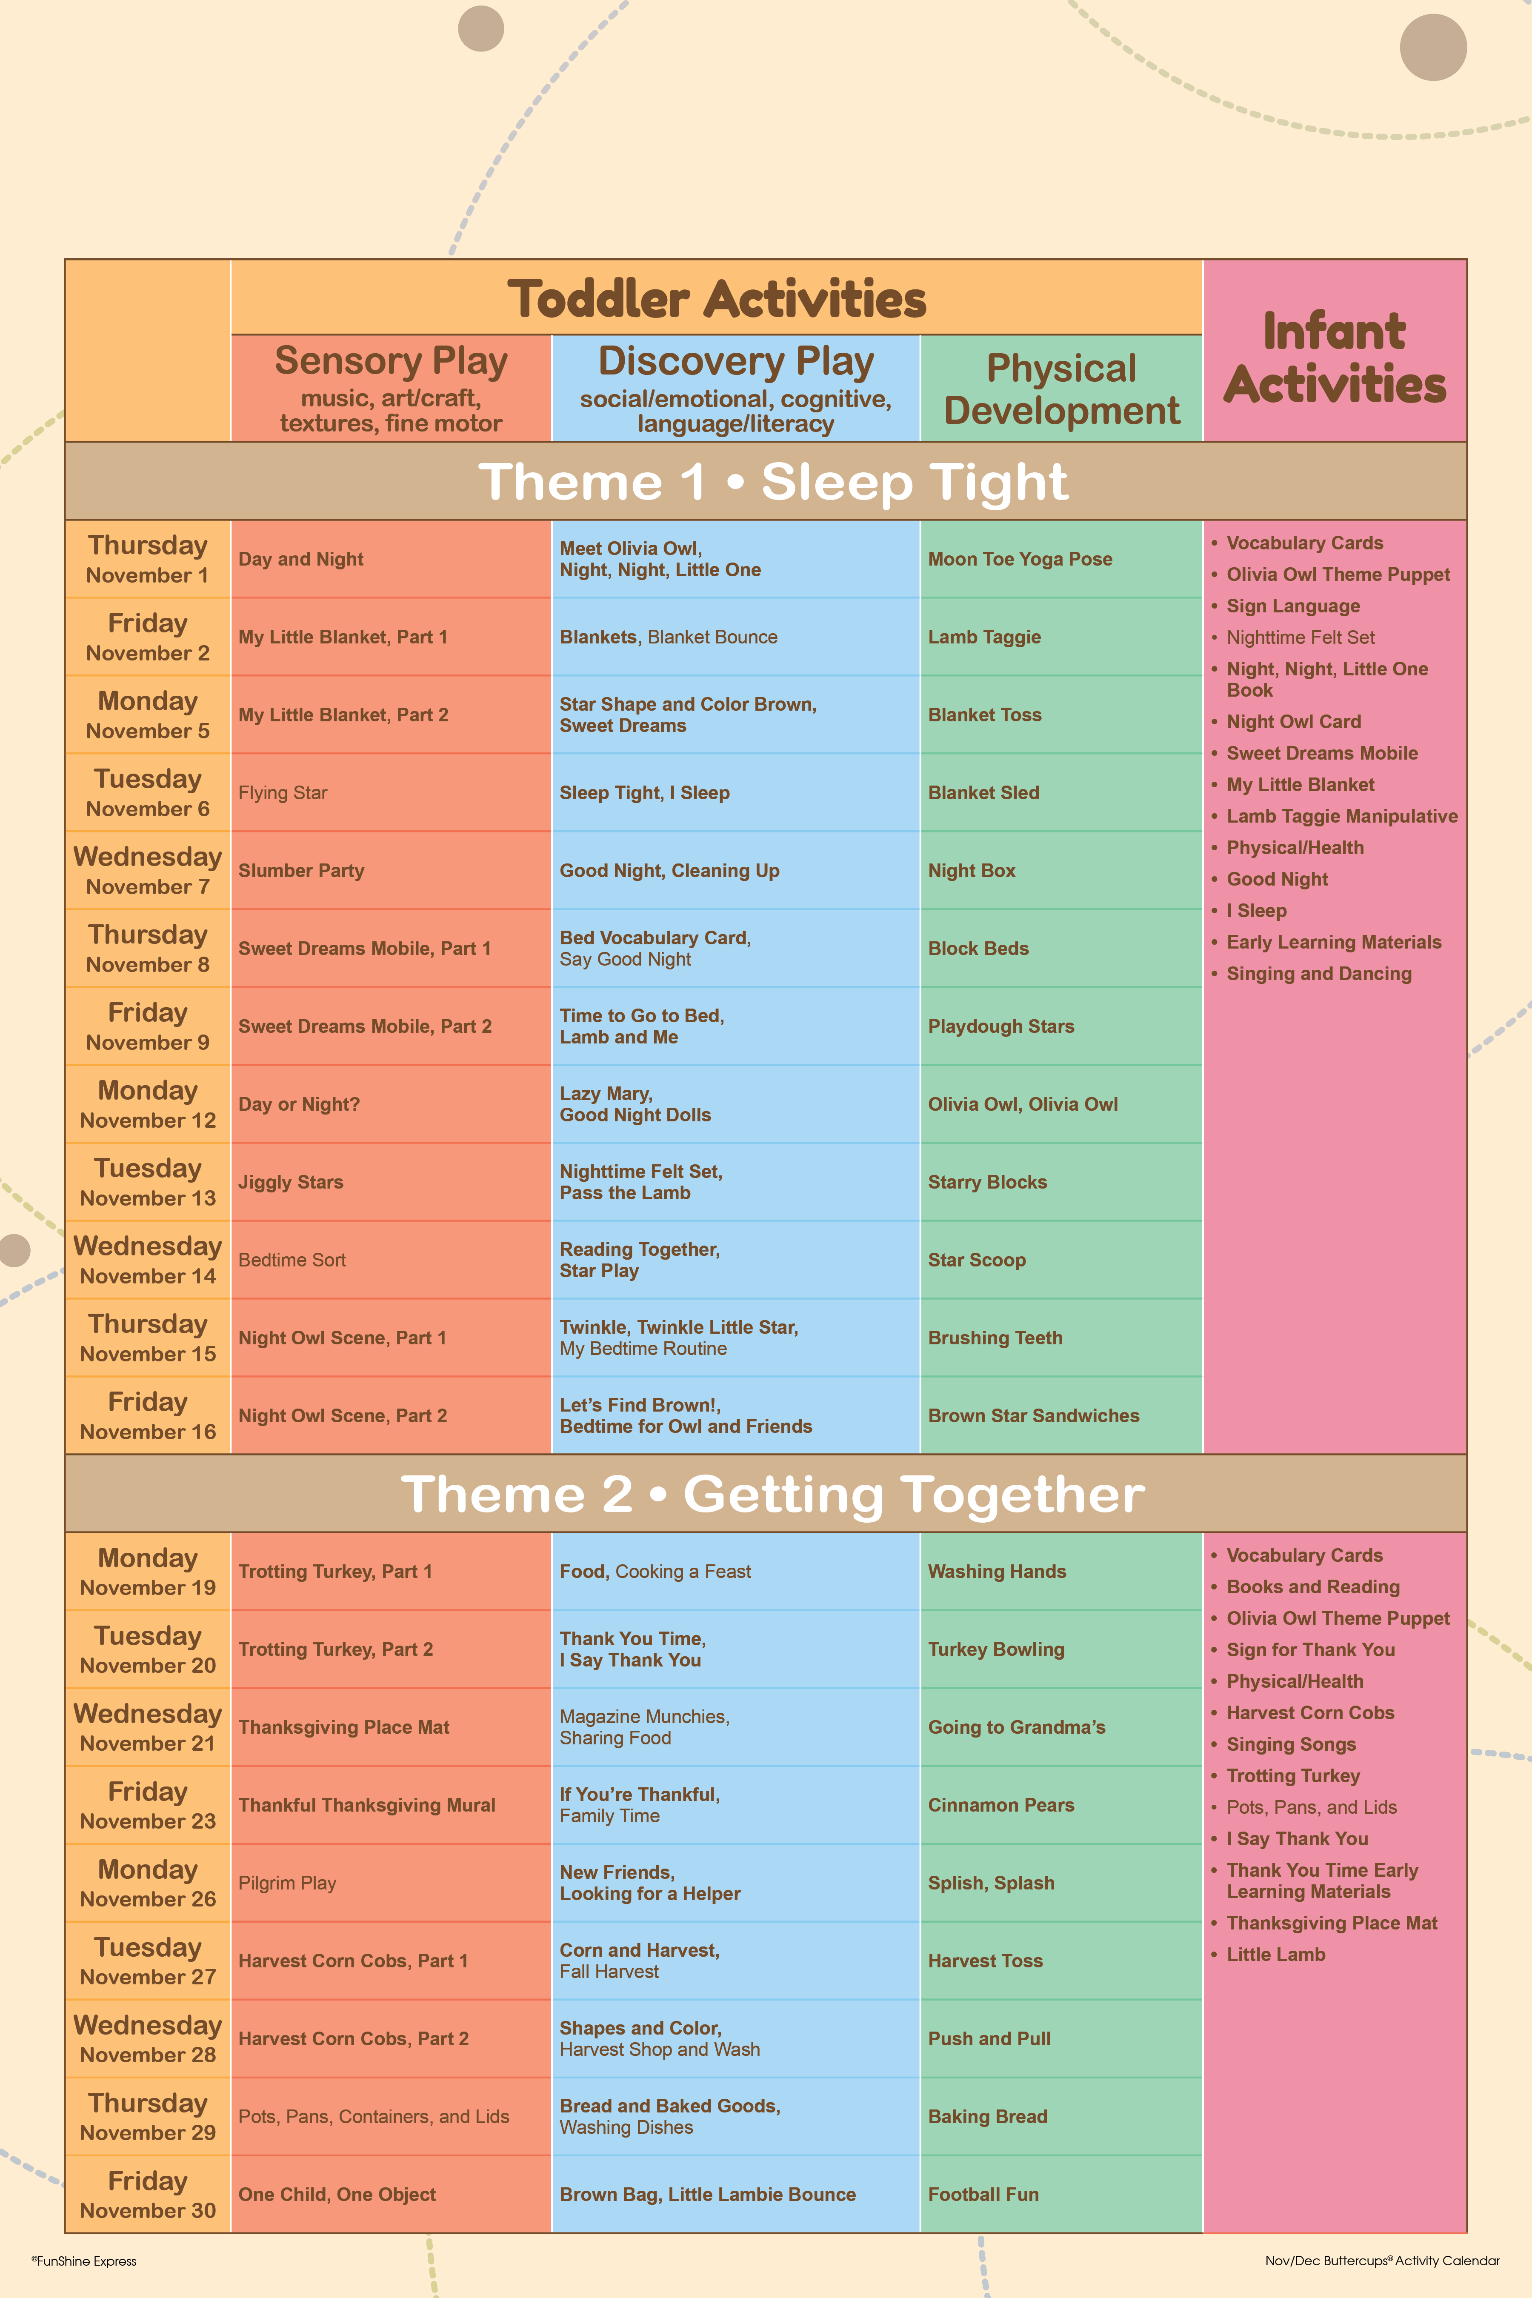 Toddler Activities
Infant
Activities
Sensory Play
music, art/craft,
textures, fine motor
Discovery Play
social/emotional, cognitive,
language/literacy
Physical
Development
Theme 1 • Sleep Tight
Thursday
November 1
Day and Night
Meet Olivia Owl,
Night, Night, Little One
Moon Toe Yoga Pose
Friday
November 2
My Little Blanket, Part 1
Blankets, Blanket Bounce
Lamb Taggie
Monday
November 5
My Little Blanket, Part 2
Star Shape and Color Brown,
Sweet Dreams
Blanket Toss
Tuesday
November 6
Flying Star
Sleep Tight, I Sleep
Blanket Sled
Wednesday
November 7
Slumber Party
Good Night, Cleaning Up
Night Box
Thursday
November 8
Sweet Dreams Mobile, Part 1
Bed Vocabulary Card,
Say Good Night
Block Beds
Friday
November 9
Sweet Dreams Mobile, Part 2
Time to Go to Bed,
Lamb and Me
Playdough Stars
Monday
November 12
Day or Night?
Lazy Mary,
Good Night Dolls
Olivia Owl, Olivia Owl
Tuesday
November 13
Jiggly Stars
Nighttime Felt Set,
Pass the Lamb
Starry Blocks
Wednesday
November 14
Bedtime Sort
Reading Together,
Star Play
Star Scoop
Thursday
November 15
Night Owl Scene, Part 1
Twinkle, Twinkle Little Star,
My Bedtime Routine
Brushing Teeth
Friday
November 16
Night Owl Scene, Part 2
Let's Find Brown!,
Bedtime for Owl and Friends
Brown Star Sandwiches
• Vocabulary Cards
• Olivia Owl Theme Puppet
• Sign Language
• Nighttime Felt Set
• Night, Night, Little One
Book
• Night Owl Card
• Sweet Dreams Mobile
• My Little Blanket
• Lamb Taggie Manipulative
• Physical/Health
• Good Night
• I Sleep
• Early Learning Materials
• Singing and Dancing
Theme 2 • Getting Together
Monday
November 19
Trotting Turkey, Part 1
Food, Cooking a Feast
Washing Hands
Tuesday
November 20
Trotting Turkey, Part 2
Thank You Time,
I Say Thank You
Turkey Bowling
Wednesday
November 21
Thanksgiving Place Mat
Magazine Munchies,
Sharing Food
Going to Grandma's
Friday
November 23
Thankful Thanksgiving Mural
If You're Thankful,
Family Time
Cinnamon Pears
Monday
November 26
Pilgrim Play
New Friends,
Looking for a Helper
Splish, Splash
Tuesday
November 27
Harvest Corn Cobs, Part 1
Corn and Harvest,
Fall Harvest
Harvest Toss
Wednesday
November 28
Harvest Corn Cobs, Part 2
Shapes and Color,
Harvest Shop and Wash
Push and Pull
Thursday
November 29
Pots, Pans, Containers, and Lids
Bread and Baked Goods,
Washing Dishes
Baking Bread
Friday
November 30
One Child, One Object
Brown Bag, Little Lambie Bounce
Football Fun
• Vocabulary Cards
• Books and Reading
• Olivia Owl Theme Puppet
• Sign for Thank You
• Physical/Health
• Harvest Corn Cobs
• Singing Songs
• Trotting Turkey
• Pots, Pans, and Lids
• I Say Thank You
• Thank You Time Early
Learning Materials
• Thanksgiving Place Mat
• Little Lamb
®FunShine Express
Nov/Dec Buttercups® Activity Calendar